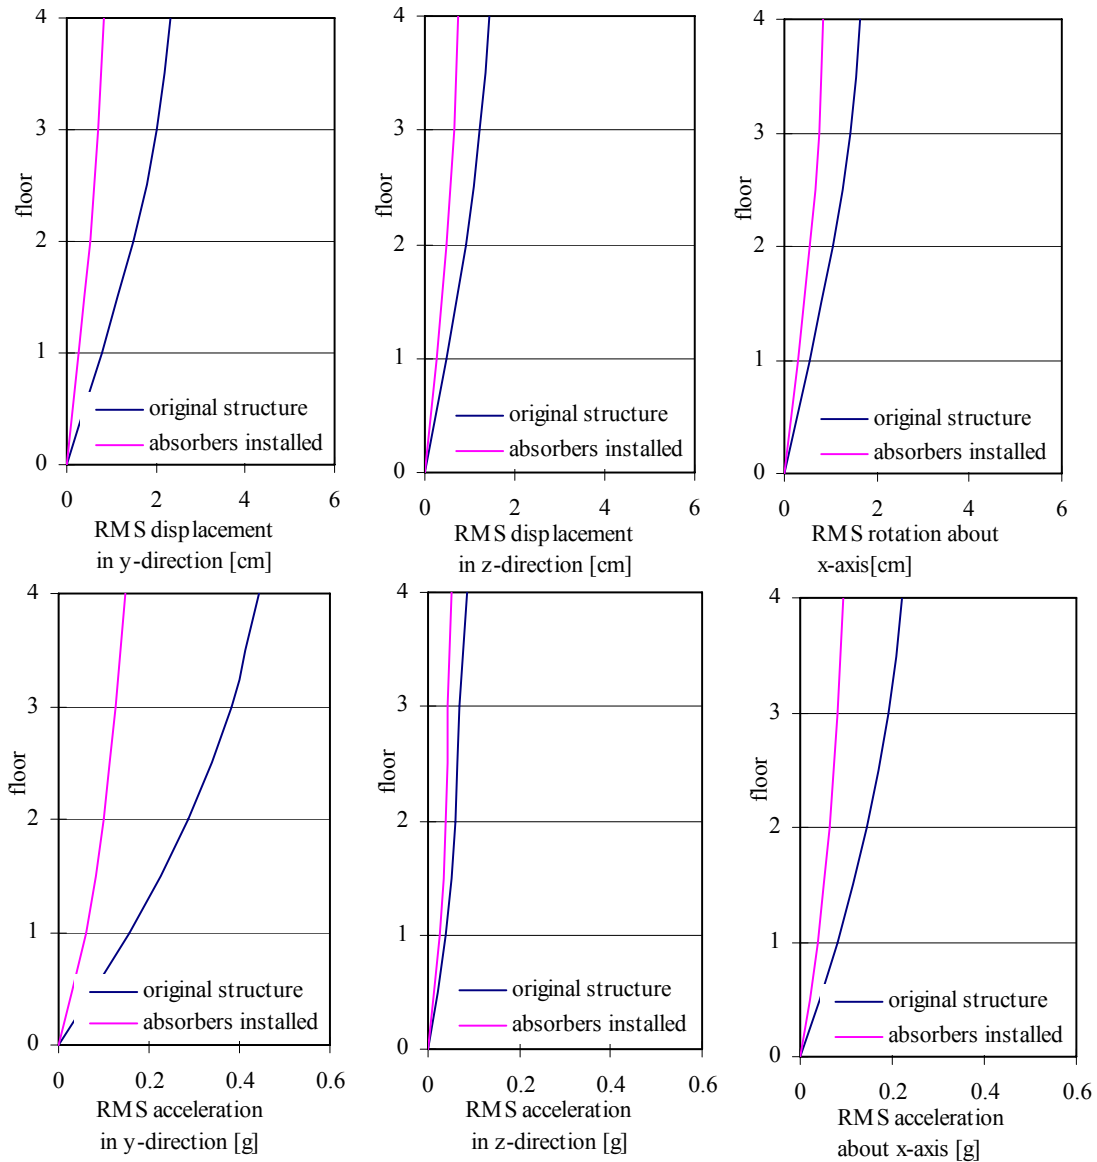 4
3
2
1
0
floor
original structure
absorbers installed
0 2 4 6
RMS displacement
in y-direction [cm]
4
3
2
1
0
floor
original structure
absorbers installed
0 2 4 6
RMS displacement
in z-direction [cm]
4
3
2
1
0
floor
original structure
absorbers installed
0 2 4 6
RMS rotation about
x-axis[cm]
4
3
2
1
0
floor
original structure
absorbers installed
0 0.2 0.4 0.6
RMS acceleration
in y-direction [g]
4
3
2
1
0
floor
original structure
absorbers installed
0 0.2 0.4 0.6
RMS acceleration
in z-direction [g]
4
3
2
1
0
floor
original structure
absorbers installed
0 0.2 0.4 0.6
RMS acceleration
about x-axis [g]